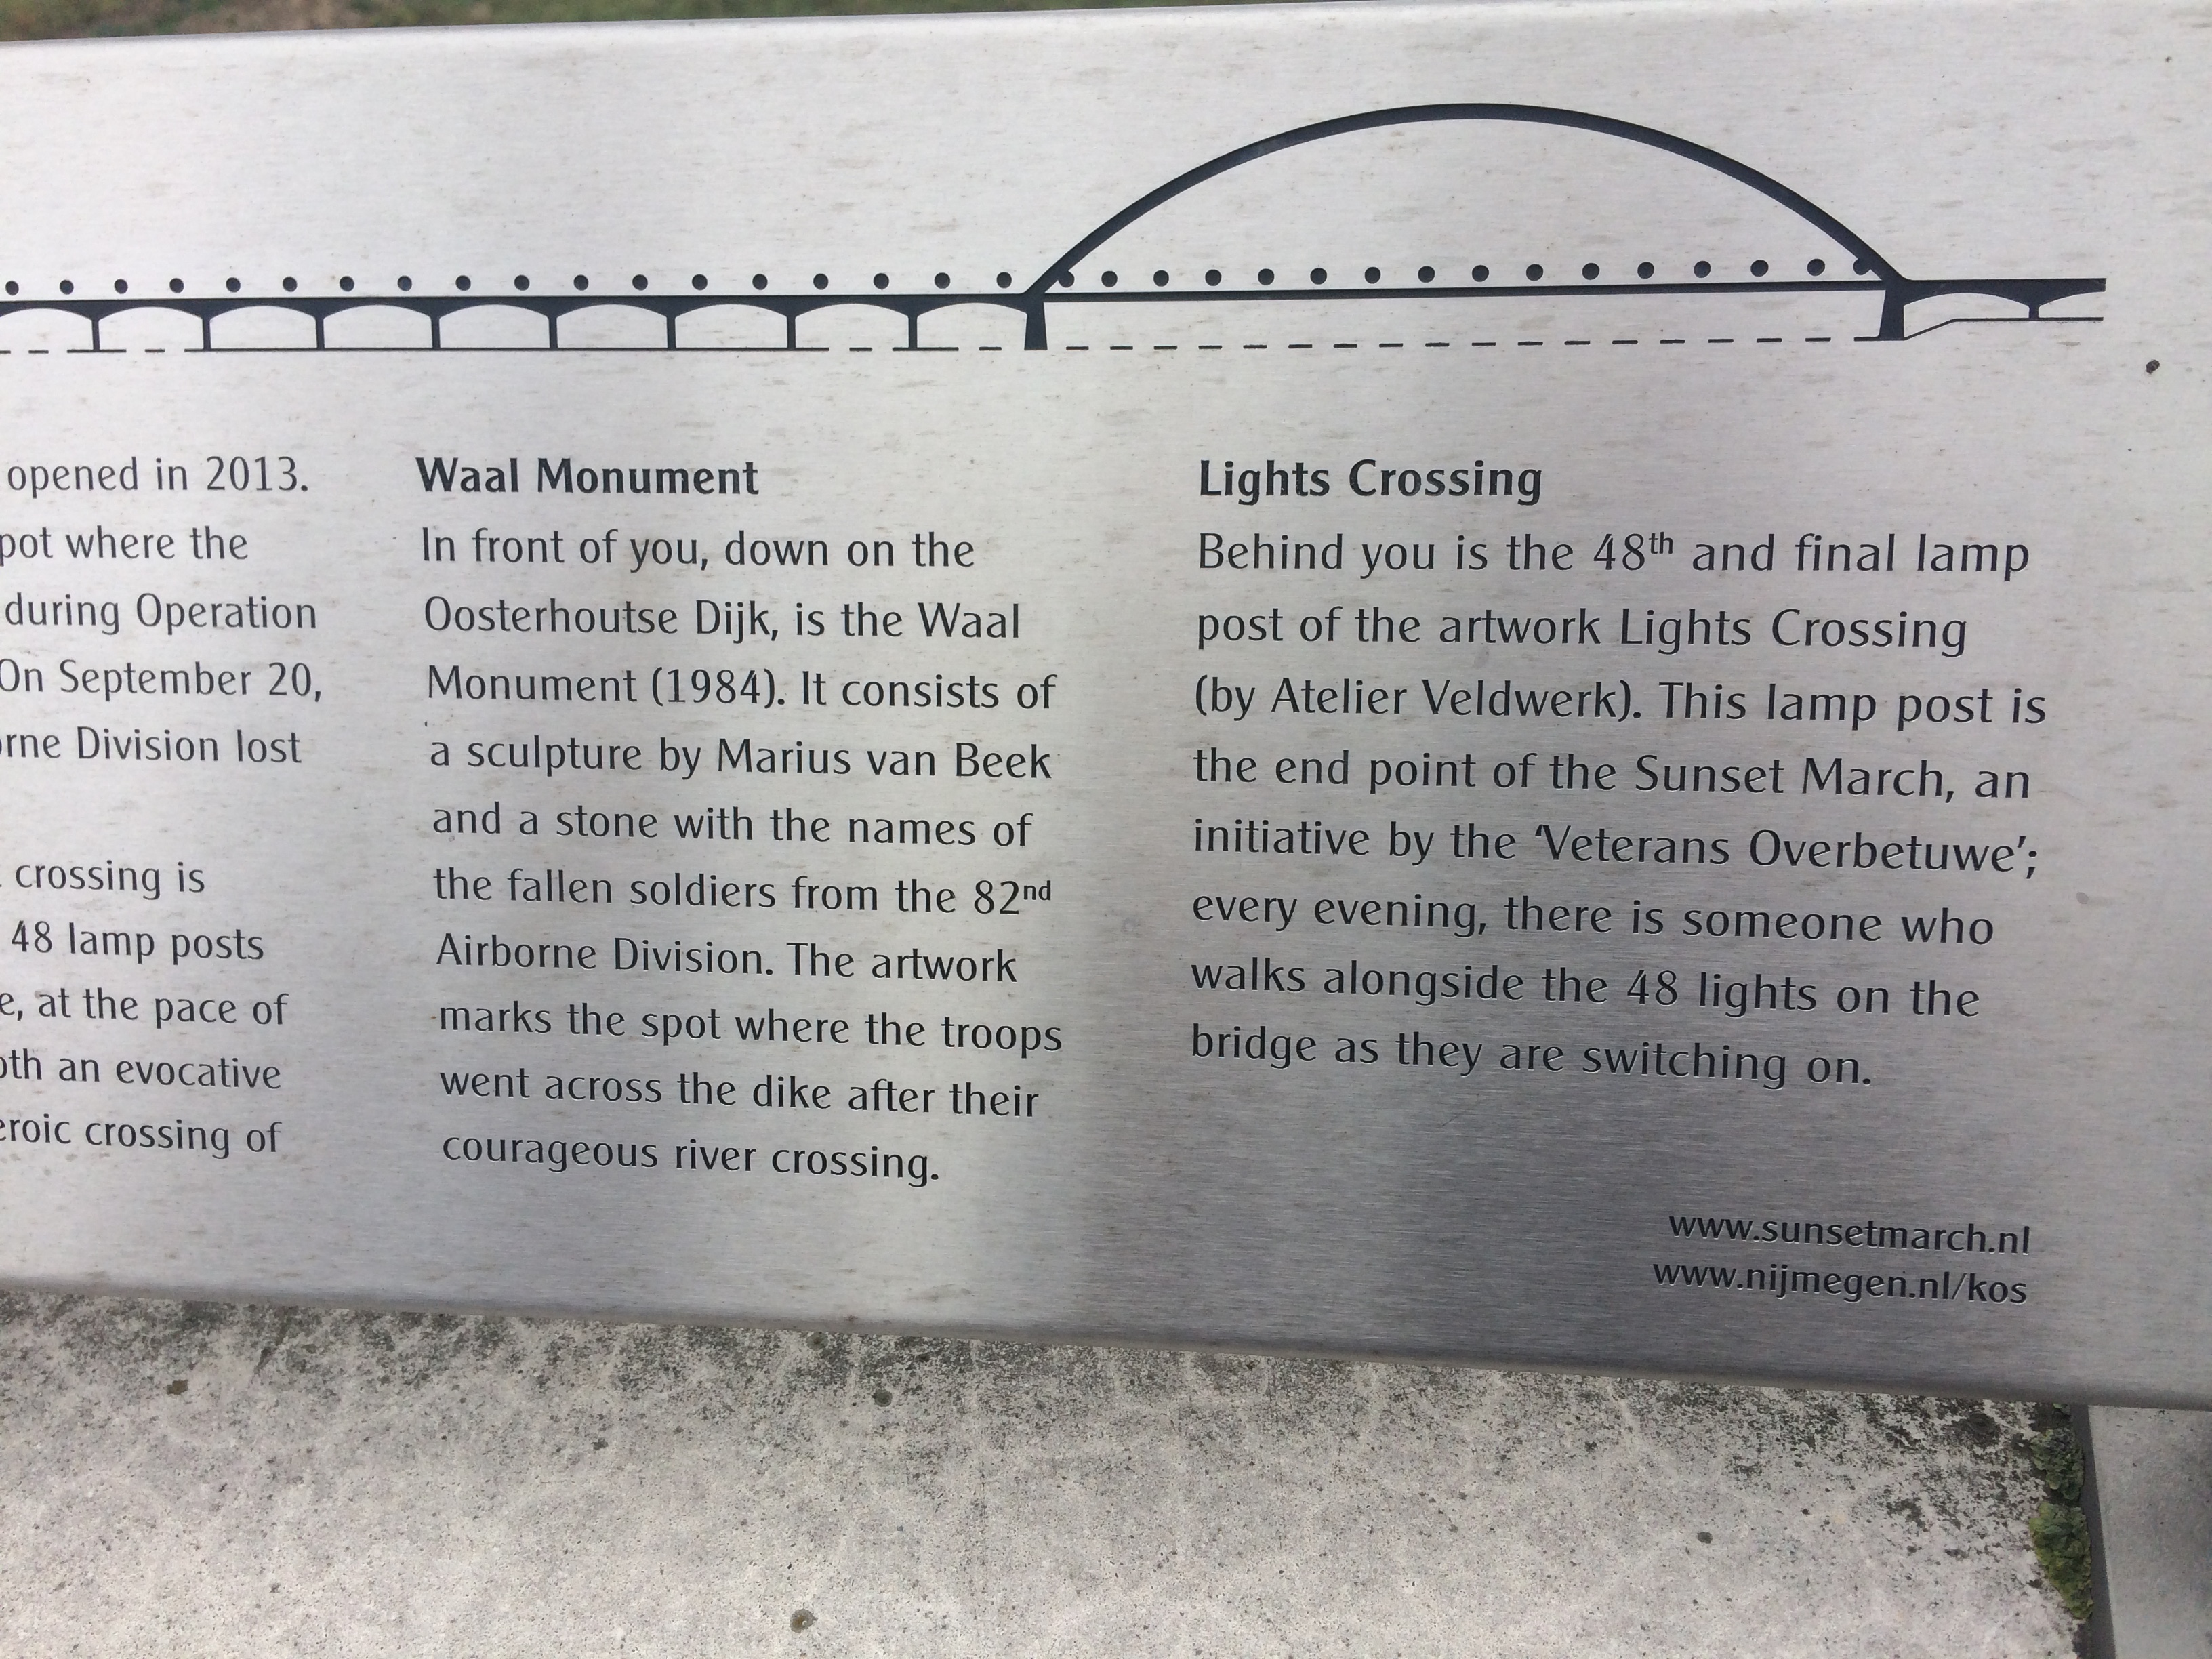 opened in 2013.
where the
during Operation
On September 20,
Division lost
crossing is
48 lamp posts
at the pace of
an evocative
crossing of
Waal Monument
In front of you, down on the
Oosterhoutse Dijk, is the Waal
Monument (1984). It consists of
a sculpture by Marius van Beek
and a stone with the names of
the fallen soldiers from the 82nd
Airborne Division. The artwork
marks the spot where the troops
went across the dike after their
courageous river crossing.
Lights Crossing
Behind you is the 48th and final lamp
post of the artwork Lights Crossing
(by Atelier Veldwerk). This lamp post is
the end point of the Sunset March, an
initiative by the ‘Veterans Overbetuwe’;
every evening, there is someone who
walks alongside the 48 lights on the
bridge as they are switching on.
www.sunsetmarch.nl
www.nijmegen.nl/kos